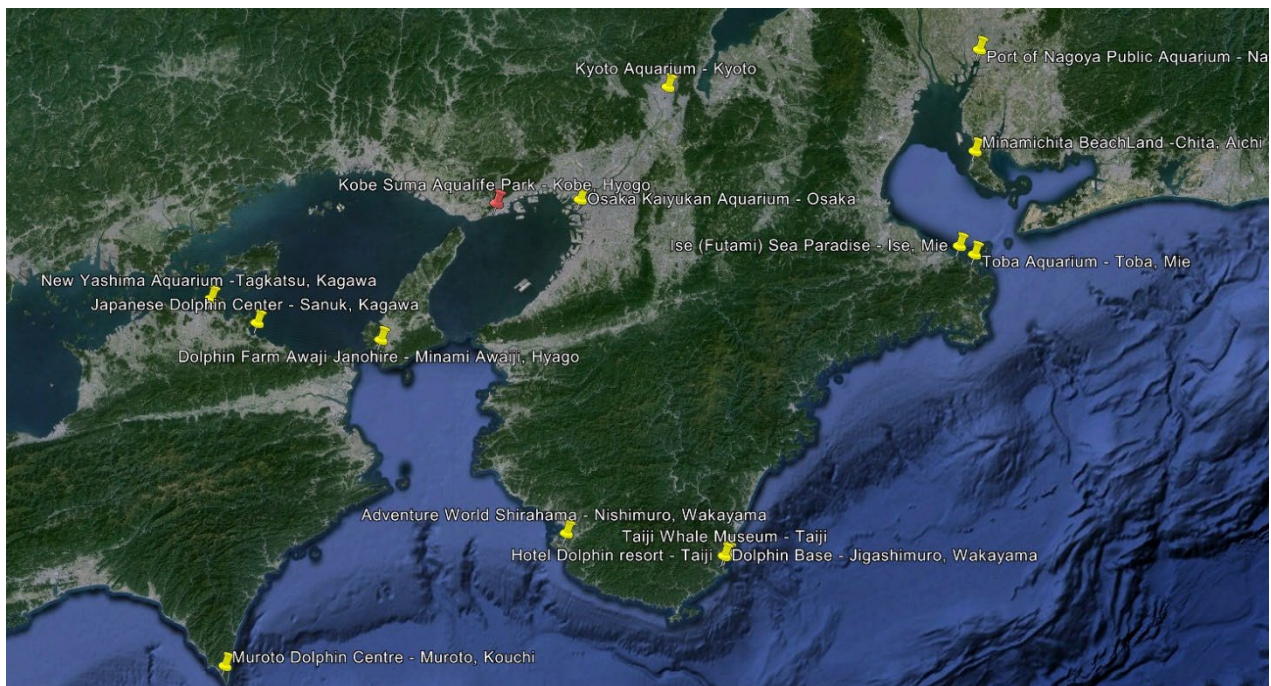 Port of Nagoya Public Aquarium - Na
Kyoto Aquarium - Kyoto
Minamichita BeachLand -Chita, Aichi
Kobe Suma Aqualife Park - Kobe, Hyogo
Osaka Kaiyukan Aquarium - Osaka
Ise (Futami) Sea Paradise - Ise, Mie
Toba Aquarium - Toba, Mie
New Yashima Aquarium -Tagkatsu, Kagawa
Japanese Dolphin Center - Sanuk, Kagawa
Dolphin Farm Awaji Janohire - Minami Awaiji, Hyago
Adventure World Shirahama - Nishimuro, Wakayama
Taiji Whale Museum - Taiji
Hotel Dolphin resort - Taiji
Dolphin Base - Jigashimuro, Wakayama
Muroto Dolphin Centre - Muroto, Kouchi